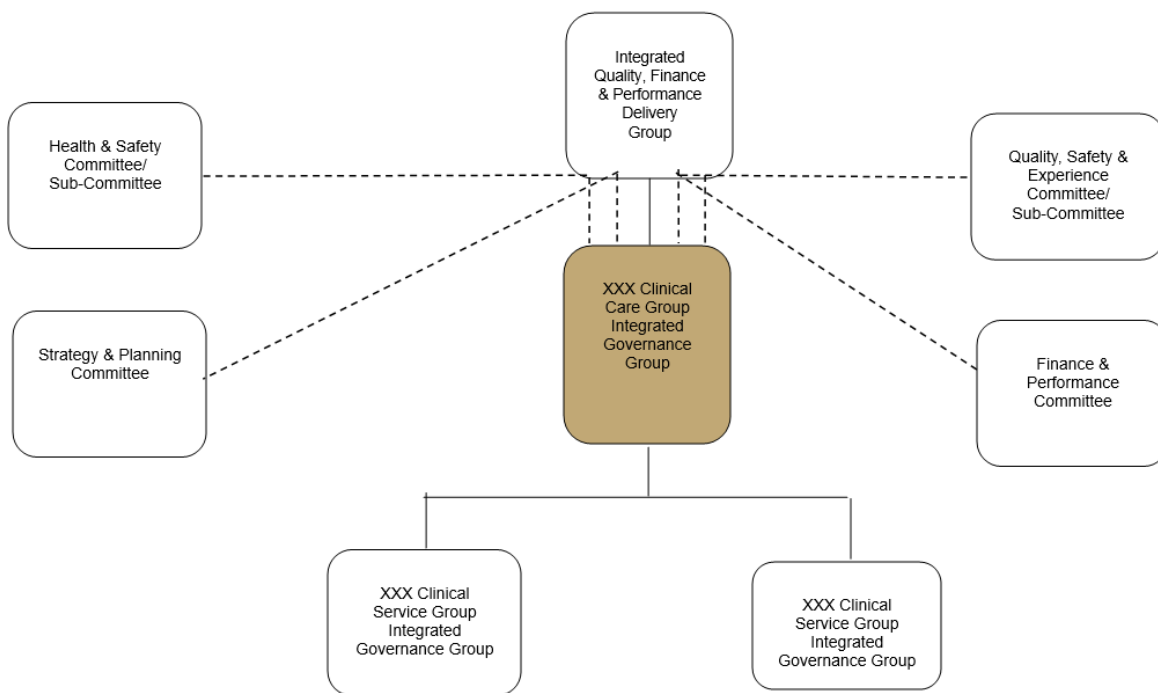 Integrated
Quality, Finance
& Performance
Delivery
Group
Health & Safety
Committee/
Sub-Committee
Quality, Safety &
Experience
Committee/
Sub-Committee
XXX Clinical
Care Group
Integrated
Governance
Group
Strategy & Planning
Committee
Finance &
Performance
Committee
XXX Clinical
Service Group
Integrated
Governance Group
XXX Clinical
Service Group
Integrated
Governance Group